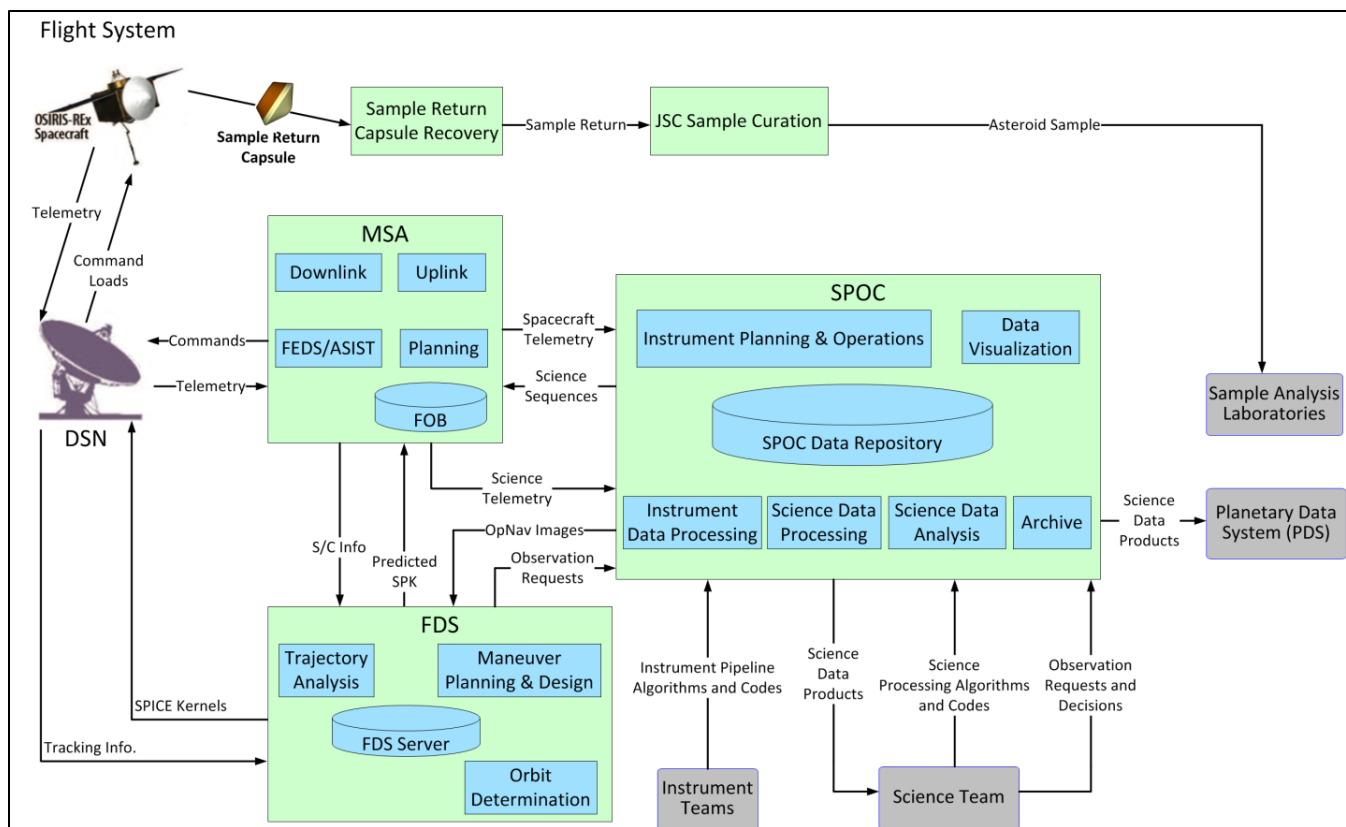 Flight System
OSIRIS-REx
Spacecraft
Sample Return
Capsule
Sample Return
Capsule Recovery
Sample Return
JSC Sample Curation
Asteroid Sample
Telemetry
Command
Loads
MSA
Downlink
Uplink
FEDS/ASIST
Planning
FOB
Commands
Telemetry
DSN
Spacecraft
Telemetry
Science
Sequences
Science
Telemetry
SPOC
Instrument Planning & Operations
Data
Visualization
SPOC Data Repository
Instrument
Data Processing
Science Data
Processing
Science Data
Analysis
Archive
Sample Analysis
Laboratories
Science
Data
Products
Planetary Data
System (PDS)
S/C Info
Predicted
SPK
OpNav Images
Observation
Requests
FDS
Trajectory
Analysis
Maneuver
Planning & Design
FDS Server
Orbit
Determination
SPICE Kernels
Tracking Info.
Instrument Pipeline
Algorithms and Codes
Science
Data
Products
Science
Processing Algorithms
and Codes
Observation
Requests and
Decisions
Instrument
Teams
Science Team